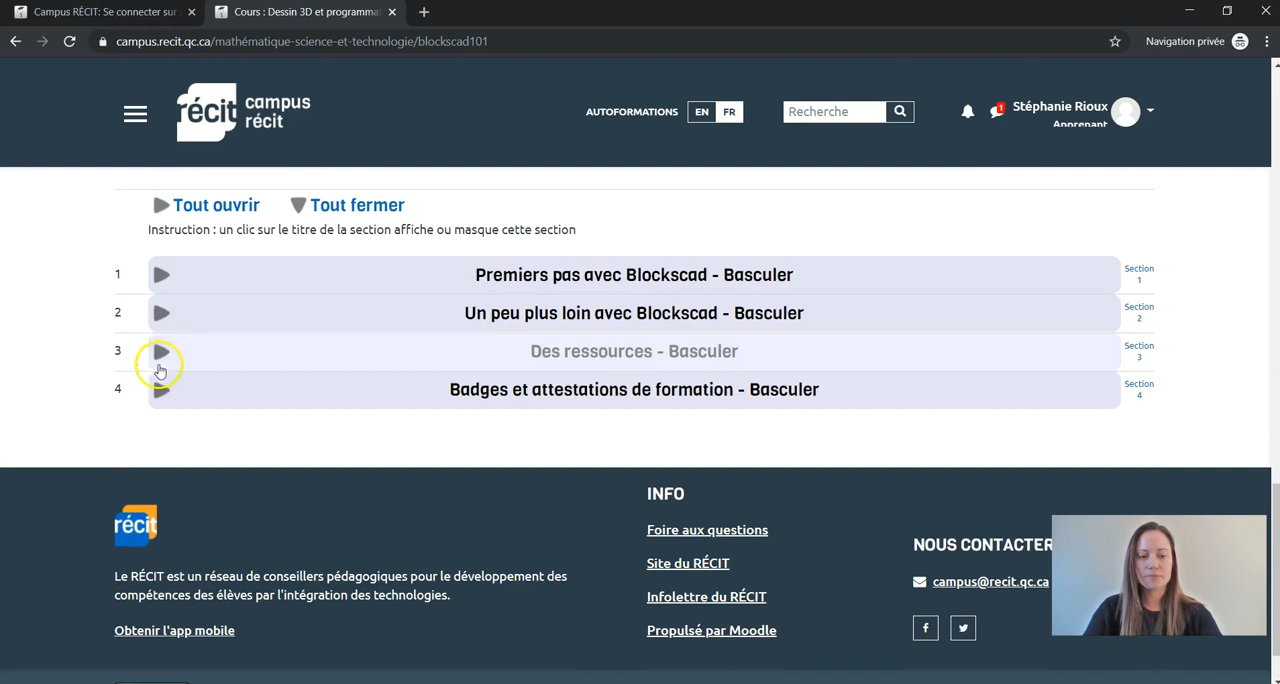 Campus RÉCIT: Se connecter sur
Cours : Dessin 3D et programma
campus.recit.qc.ca/mathématique-science-et-technologie/blockscad101
Navigation privée
récit campus récit
AUTOFORMATIONS
EN
FR
Recherche
1
Stéphanie Rioux
Apprenant
Tout ouvrir
Tout fermer
Instruction : un clic sur le titre de la section affiche ou masque cette section
1
Premiers pas avec Blockscad - Basculer
Section 1
2
Un peu plus loin avec Blockscad - Basculer
Section 2
3
Des ressources - Basculer
Section 3
4
Badges et attestations de formation - Basculer
Section 4
récit
Le RÉCIT est un réseau de conseillers pédagogiques pour le développement des
compétences des élèves par l'intégration des technologies.
Obtenir l'app mobile
INFO
Foire aux questions
Site du RÉCIT
Infolettre du RÉCIT
Propulsé par Moodle
NOUS CONTACTER
campus@recit.qc.ca